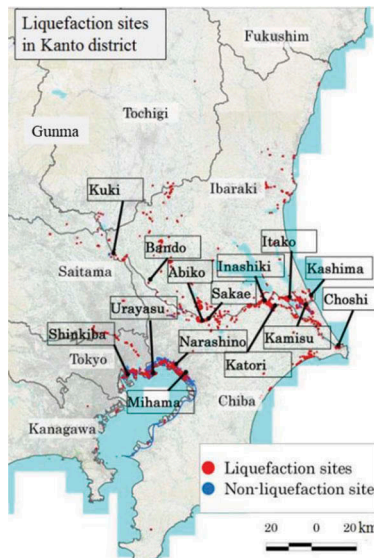 Liquefaction sites
in Kanto district
Fukushim
Tochigi
Gunma
Kuki
Ibaraki
Bando
Itako
Saitama
Abiko
Inashiki
Kashima
Sakae
Choshi
Urayasu
Shinkiba
Narashino
Kamisu
Tokyo
Katori
Mihama
Chiba
Kanagawa
Liquefaction sites
Non-liquefaction site
20 0 20 km